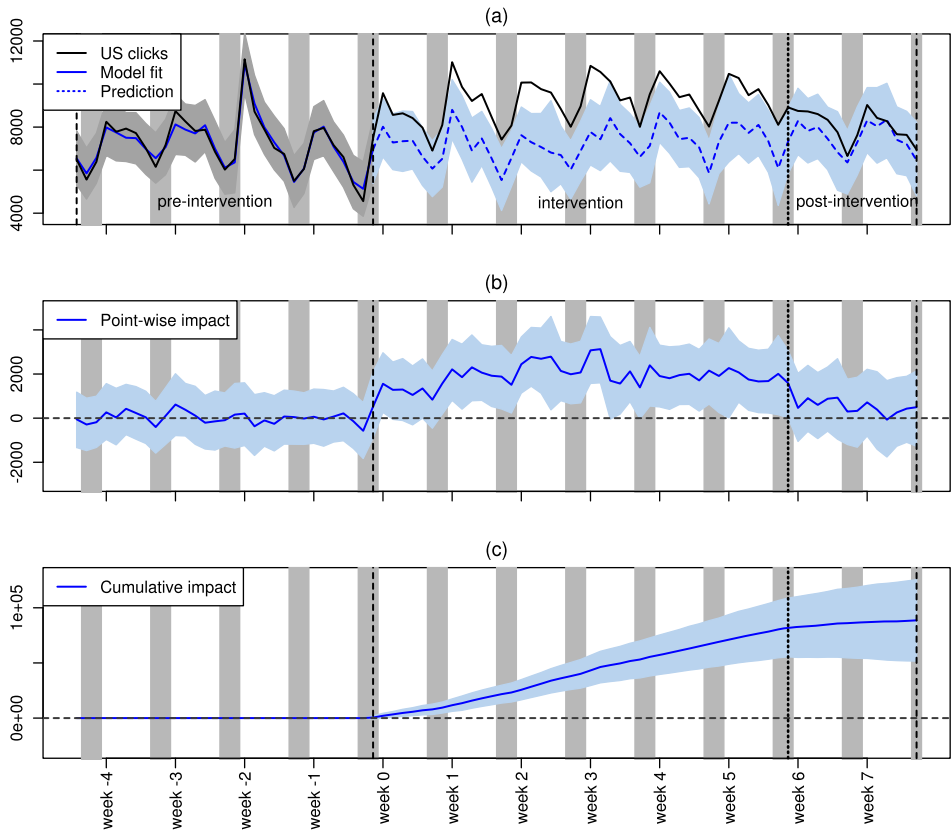 (a)
US clicks
Model fit
Prediction
12000
8000
4000
pre-intervention
intervention
post-intervention
(b)
Point-wise impact
2000
0
-2000
(c)
Cumulative impact
1e+05
0e+00
week -4
week -3
week -2
week -1
week 0
week 1
week 2
week 3
week 4
week 5
week 6
week 7